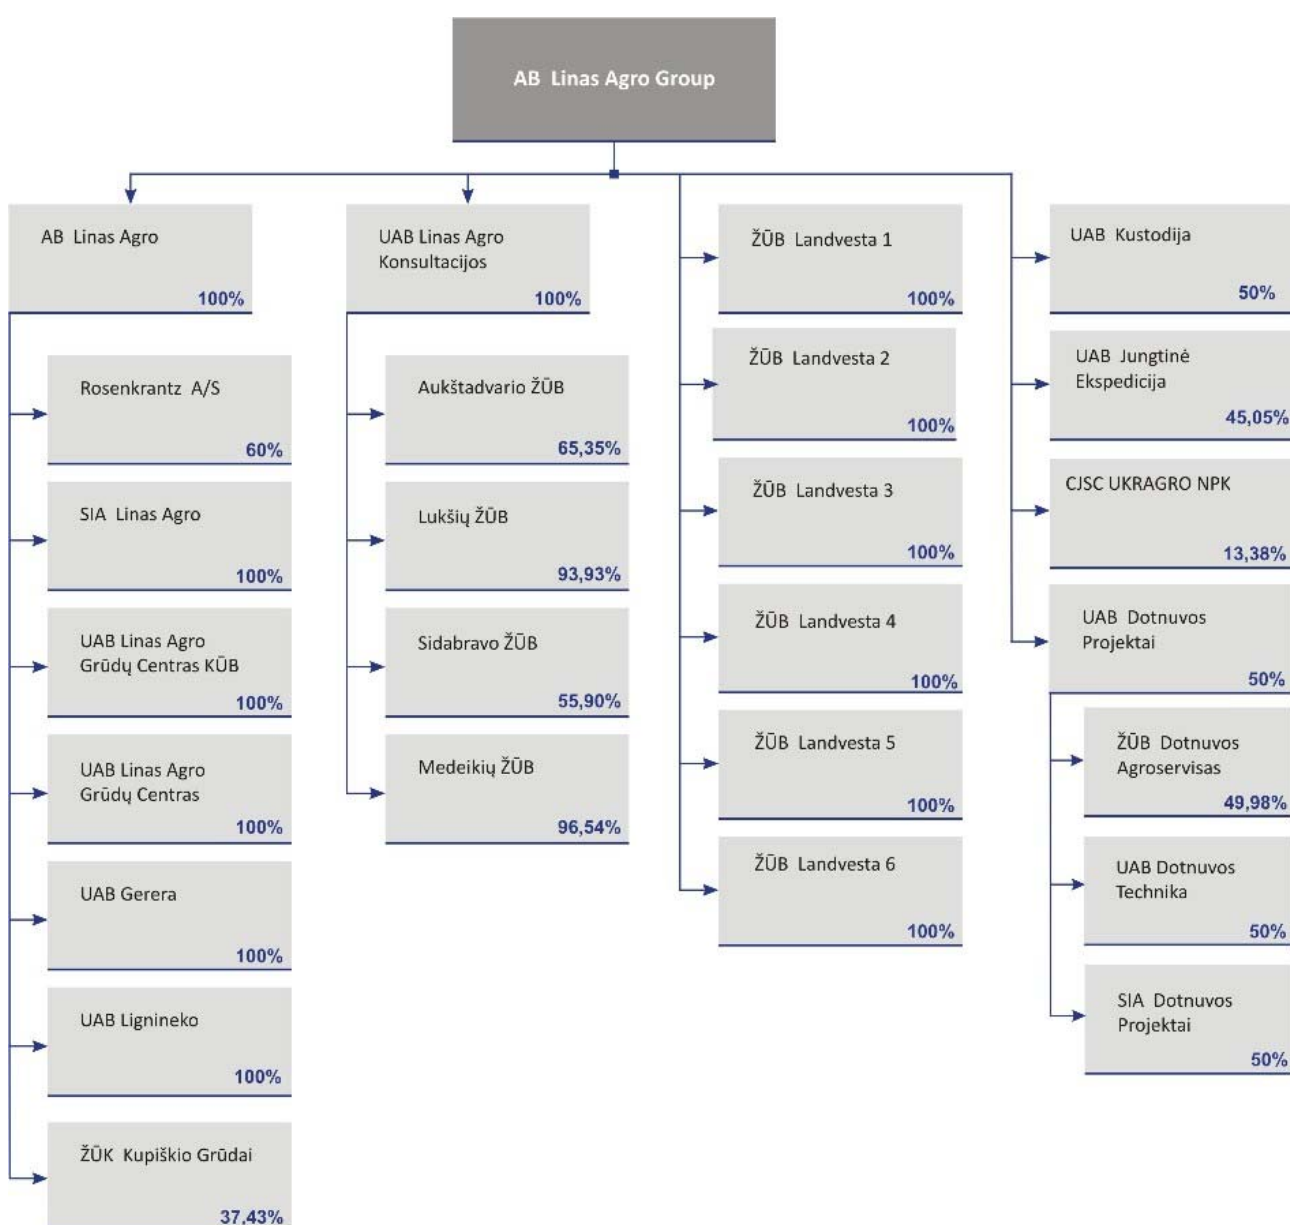 AB Linas Agro Group
AB Linas Agro
100%
Rosenkrantz A/S
60%
SIA Linas Agro
100%
UAB Linas Agro
Grūdų Centras KŪB
100%
UAB Linas Agro
Grūdų Centras
100%
UAB Gerera
100%
UAB Lignineko
100%
ŽŪK Kupiškio Grūdai
37,43%
UAB Linas Agro
Konsultacijos
100%
Aukštadvario ŽŪB
65,35%
Lukšių ŽŪB
93,93%
Sidabravo ŽŪB
55,90%
Medeikių ŽŪB
96,54%
ŽŪB Landvesta 1
100%
ŽŪB Landvesta 2
100%
ŽŪB Landvesta 3
100%
ŽŪB Landvesta 4
100%
ŽŪB Landvesta 5
100%
ŽŪB Landvesta 6
100%
UAB Kustodija
50%
UAB Jungtinė
Ekspedicija
45,05%
CJSC UKRAGRO NPK
13,38%
UAB Dotnuvos
Projektai
50%
ŽŪB Dotnuvos
Agroservisas
49,98%
UAB Dotnuvos
Technika
50%
SIA Dotnuvos
Projektai
50%